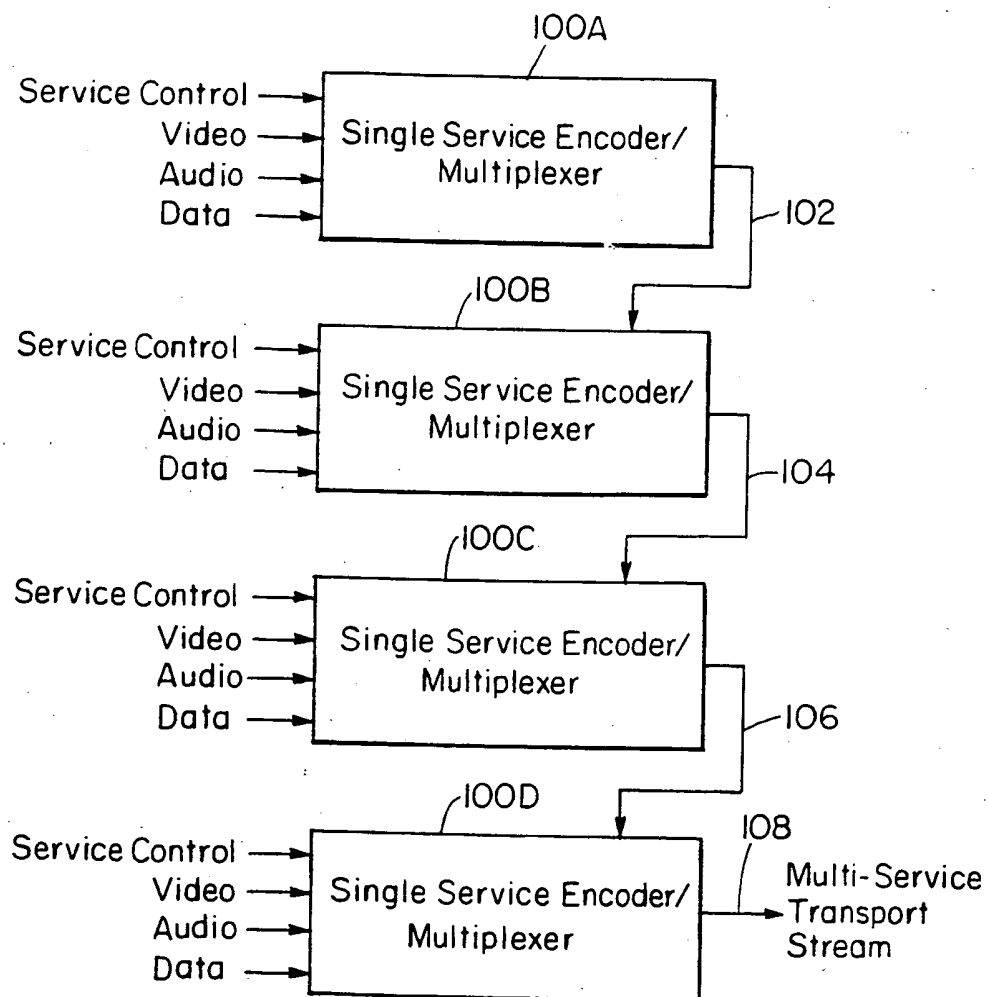 100A
Service Control
Video
Audio
Data
Single Service Encoder/
Multiplexer
102
100B
Service Control
Video
Audio
Data
Single Service Encoder/
Multiplexer
104
100C
Service Control
Video
Audio
Data
Single Service Encoder/
Multiplexer
106
100D
Service Control
Video
Audio
Data
Single Service Encoder/
Multiplexer
108
Multi-Service
Transport
Stream